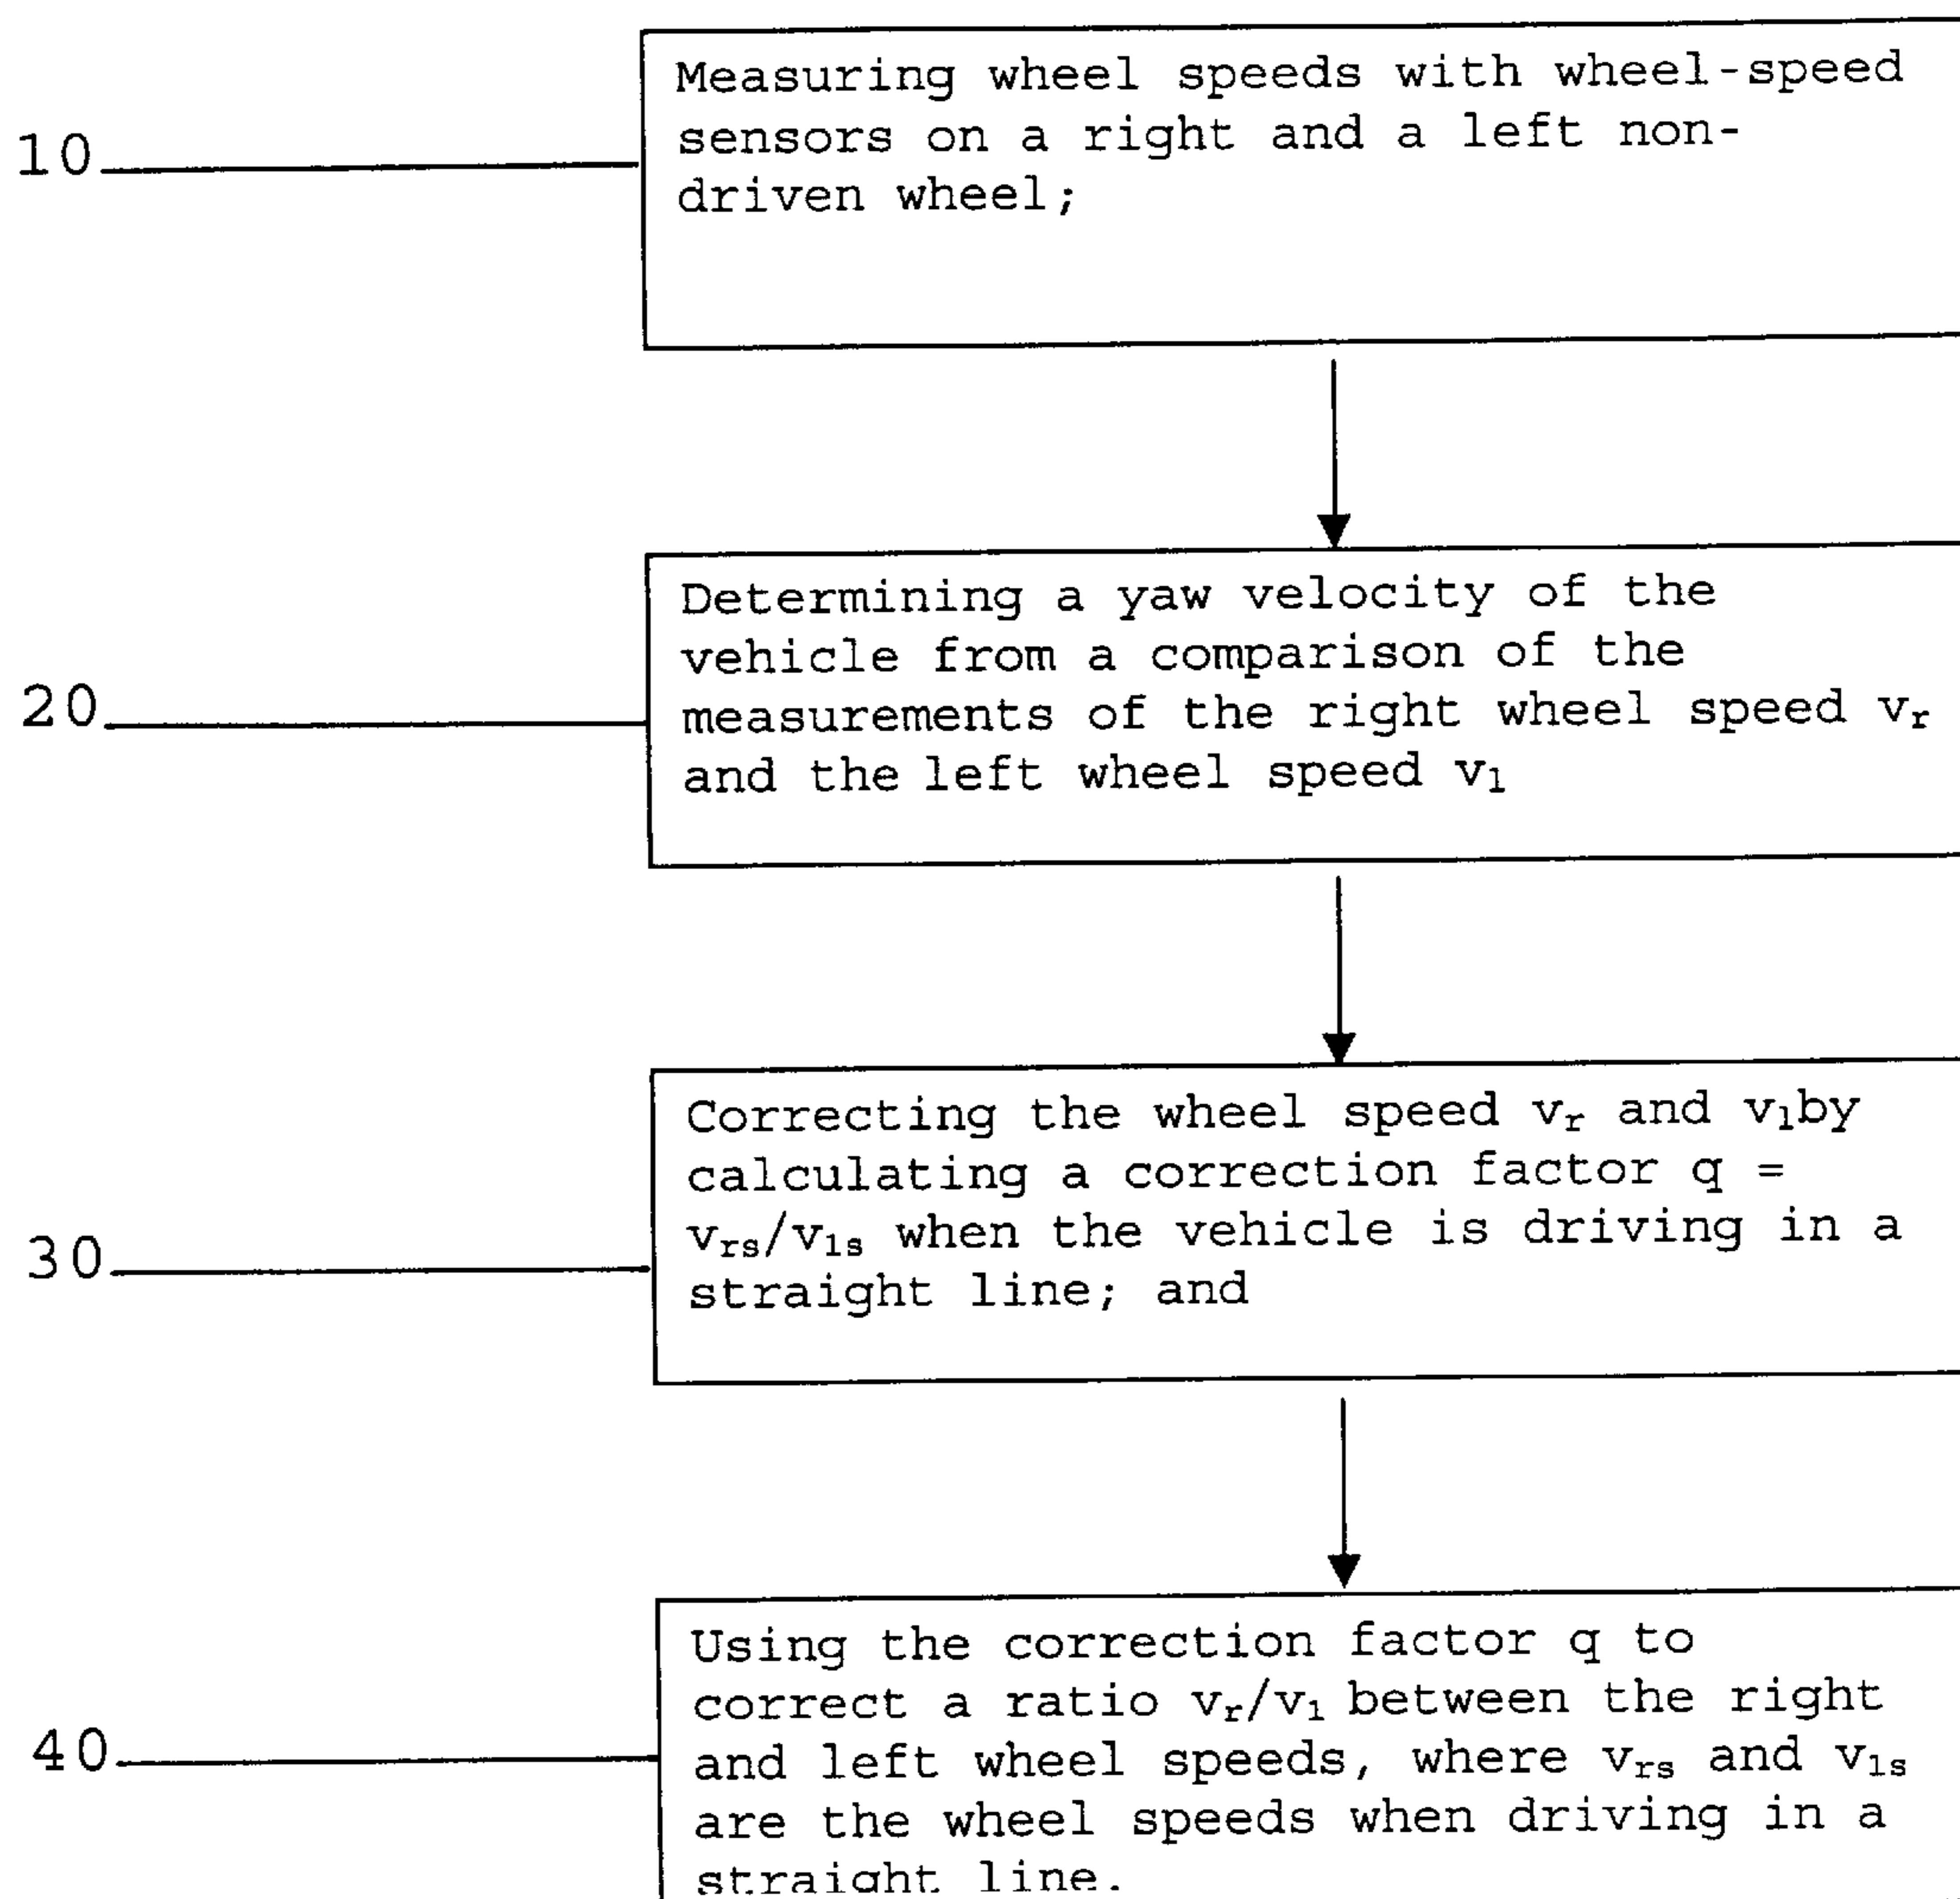 Measuring wheel speeds with wheel-speed
sensors on a right and a left non-
driven wheel;
10
Determining a yaw velocity of the
vehicle from a comparison of the
measurements of the right wheel speed vr
and the left wheel speed vl
20
Correcting the wheel speed vr and vlby
calculating a correction factor q =
vrs/vls when the vehicle is driving in a
straight line; and
30
Using the correction factor q to
correct a ratio vr/vl between the right
and left wheel speeds, where vrs and vls
are the wheel speeds when driving in a
straight line.
40